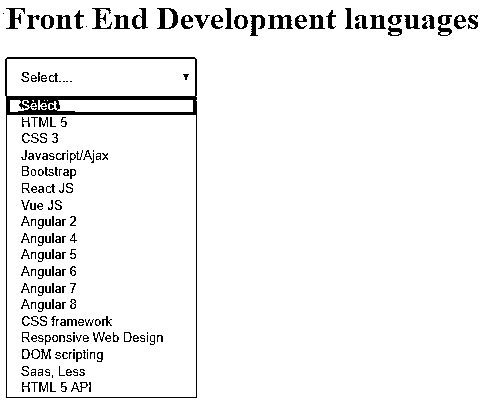 Front End Development languages
Select....
Select
HTML 5
CSS 3
Javascript/Ajax
Bootstrap
React JS
Vue JS
Angular 2
Angular 4
Angular 5
Angular 6
Angular 7
Angular 8
CSS framework
Responsive Web Design
DOM scripting
Saas, Less
HTML 5 API